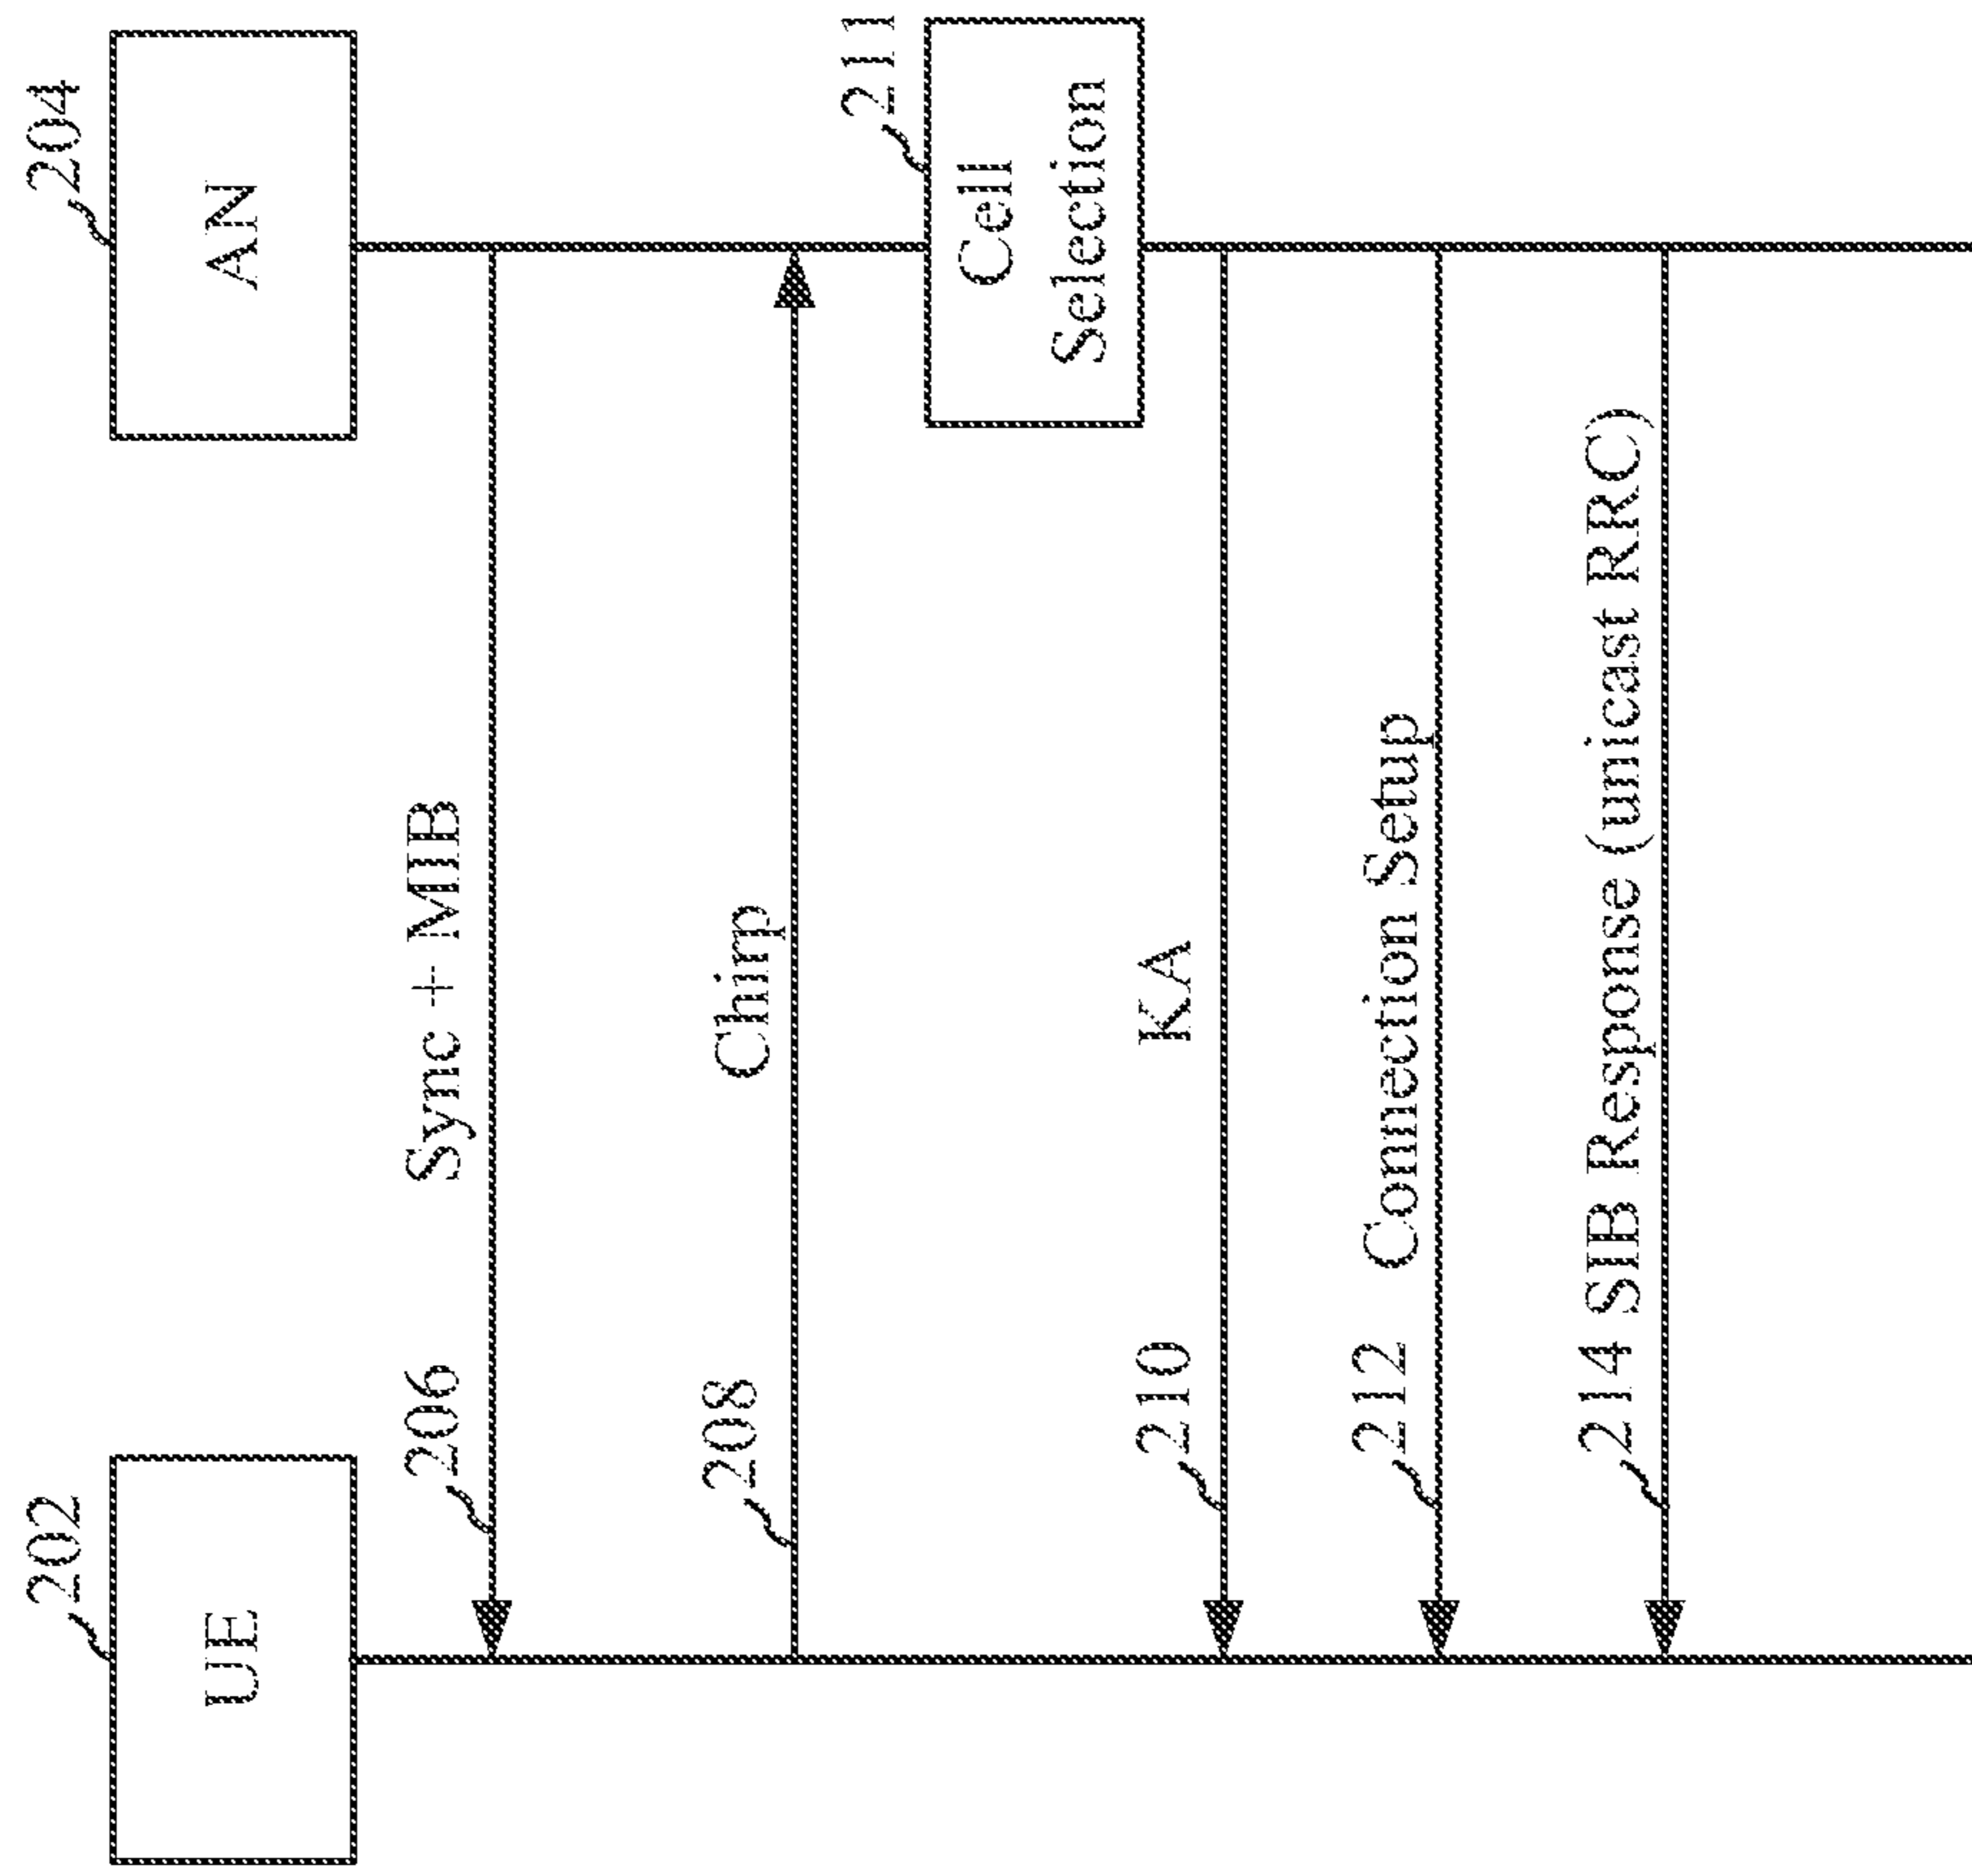 202
UE
204
AN
206
Sync + MIB
208
Chirp
211
Cell
Selection
210
KA
212
Connection Setup
214 SIB Response (unicast RRC)